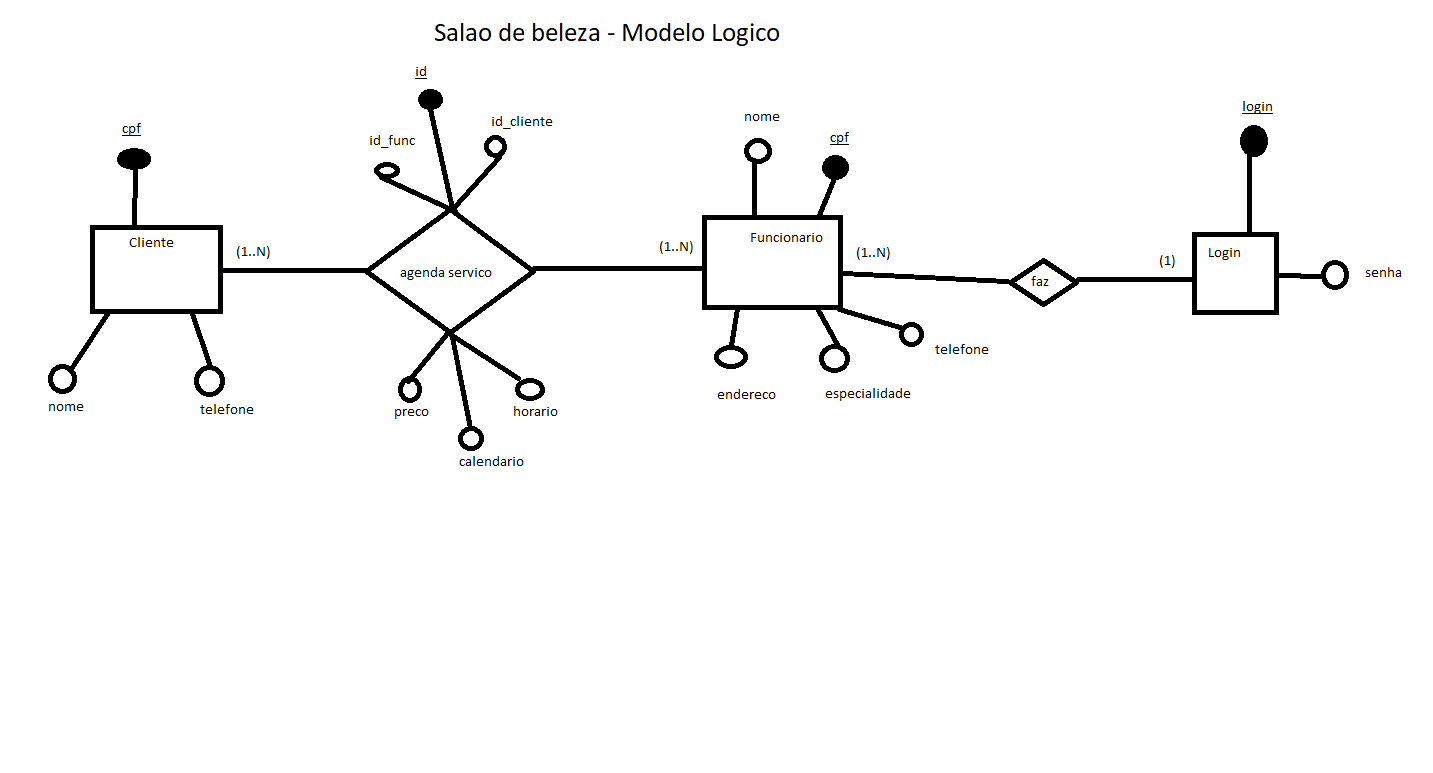 Salao de beleza - Modelo Logico
id
cpf
id_func
id_cliente
nome
cpf
login
Cliente
(1..N)
agenda servico
(1..N)
Funcionario
(1..N)
faz
(1)
Login
senha
nome
telefone
preco
horario
calendario
endereco
especialidade
telefone